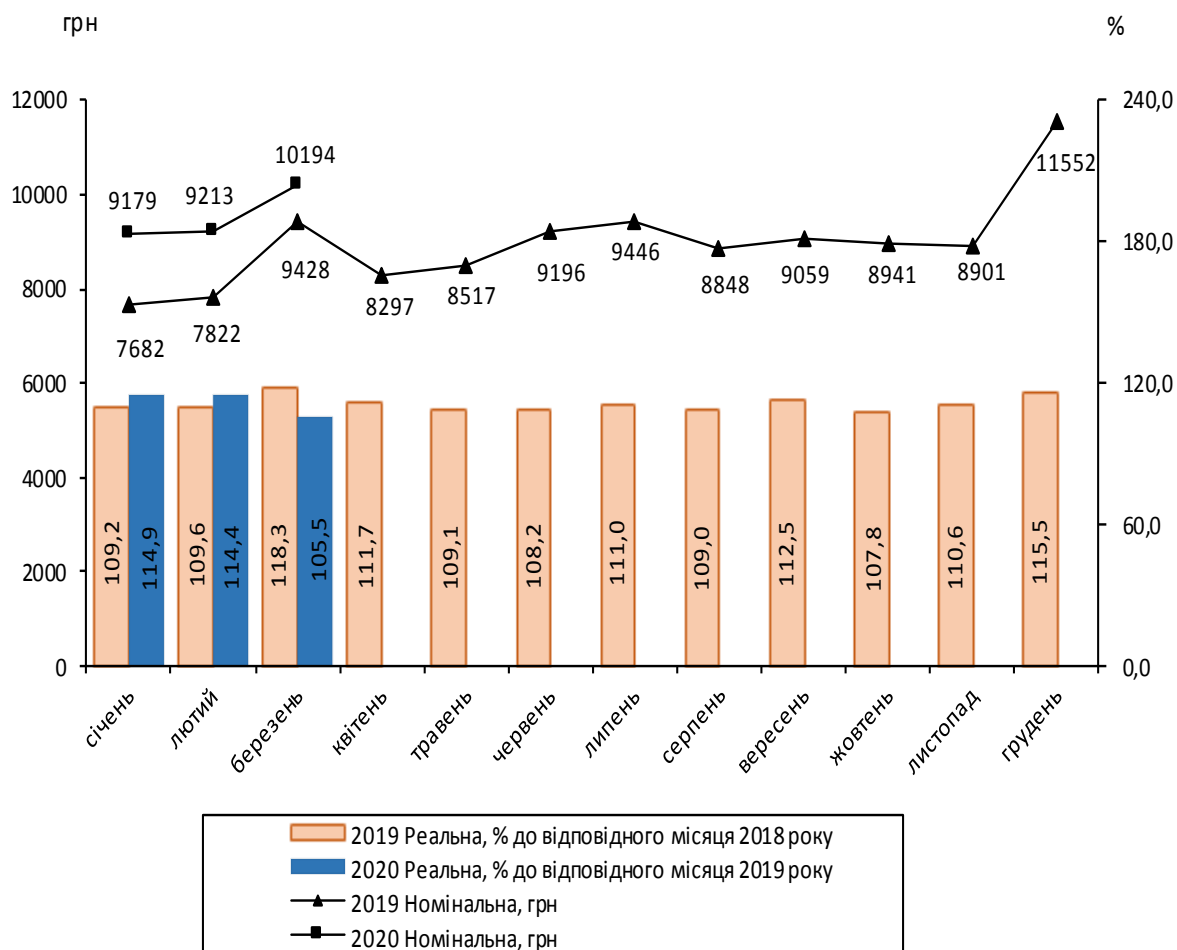 грн
%
12000
240,0
10194
9179
9213
11552
10000
180,0
9428
9196
9446
9059
8941
8901
8848
8517
8297
8000
7822
7682
6000
120,0
4000
109,2
114,9
109,6
114,4
118,3
105,5
111,7
109,1
108,2
111,0
109,0
112,5
107,8
110,6
115,5
60,0
2000
0
0,0
січень
лютий
березень
квітень
травень
червень
липень
серпень
вересень
жовтень
листопад
грудень
2019 Реальна, % до відповідного місяця 2018 року
2020 Реальна, % до відповідного місяця 2019 року
2019 Номінальна, грн
2020 Номінальна, грн